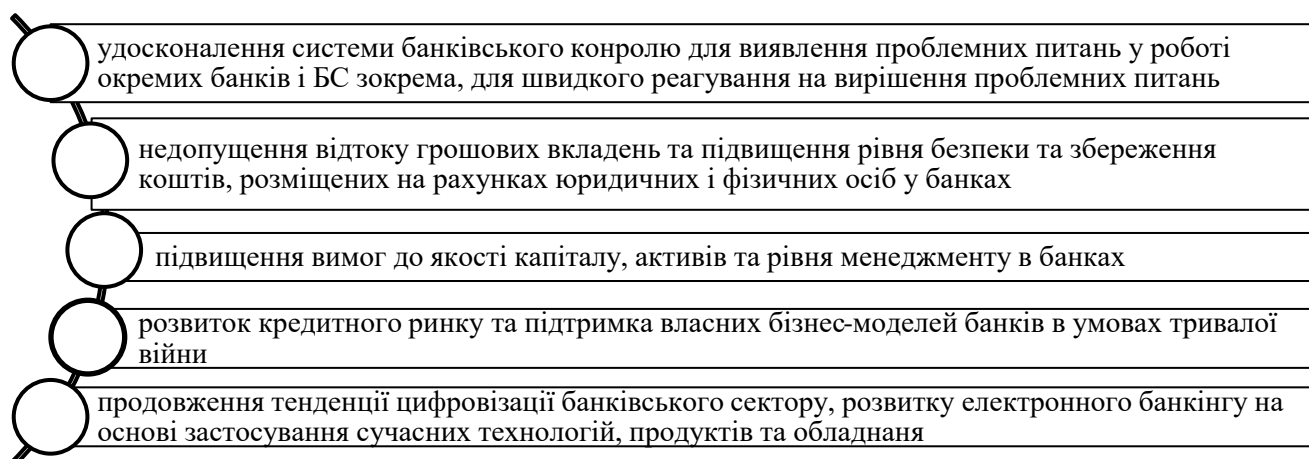 удосконалення системи банківського конролю для виявлення проблемних питань у роботі
окремих банків і БС зокрема, для швидкого реагування на вирішення проблемних питань
недопущення відтоку грошових вкладень та підвищення рівня безпеки та збереження
коштів, розміщених на рахунках юридичних і фізичних осіб у банках
підвищення вимог до якості капіталу, активів та рівня менеджменту в банках
розвиток кредитного ринку та підтримка власних бізнес-моделей банків в умовах тривалої
війни
продовження тенденції цифровізації банківського сектору, розвитку електронного банкінгу на
основі застосування сучасних технологій, продуктів та обладнаня